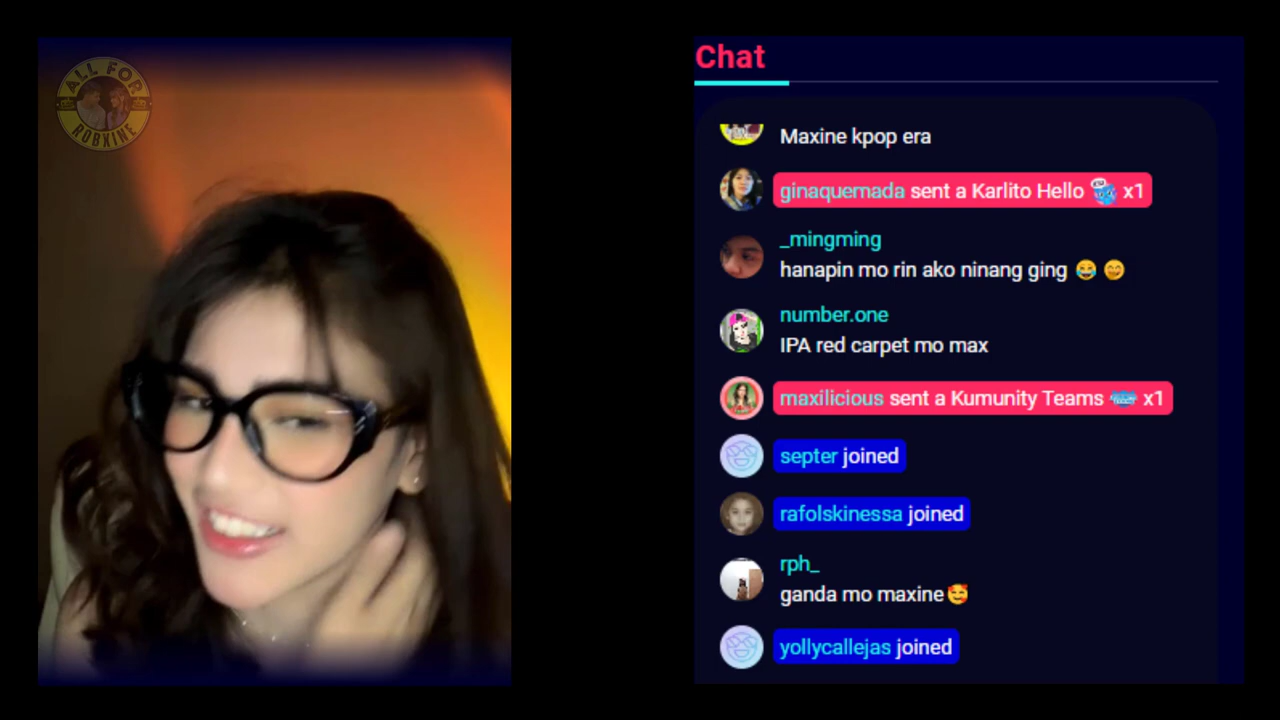 ALL FOR
ROBXINE
Chat
Maxine kpop era
ginaquemada sent a Karlito Hello x1
_mingming
hanapin mo rin ako ninang ging 😂 😁
number.one
IPA red carpet mo max
maxilicious sent a Kumunity Teams x1
septer joined
rafolskinessa joined
rph_
ganda mo maxine🥰
yollycallejas joined